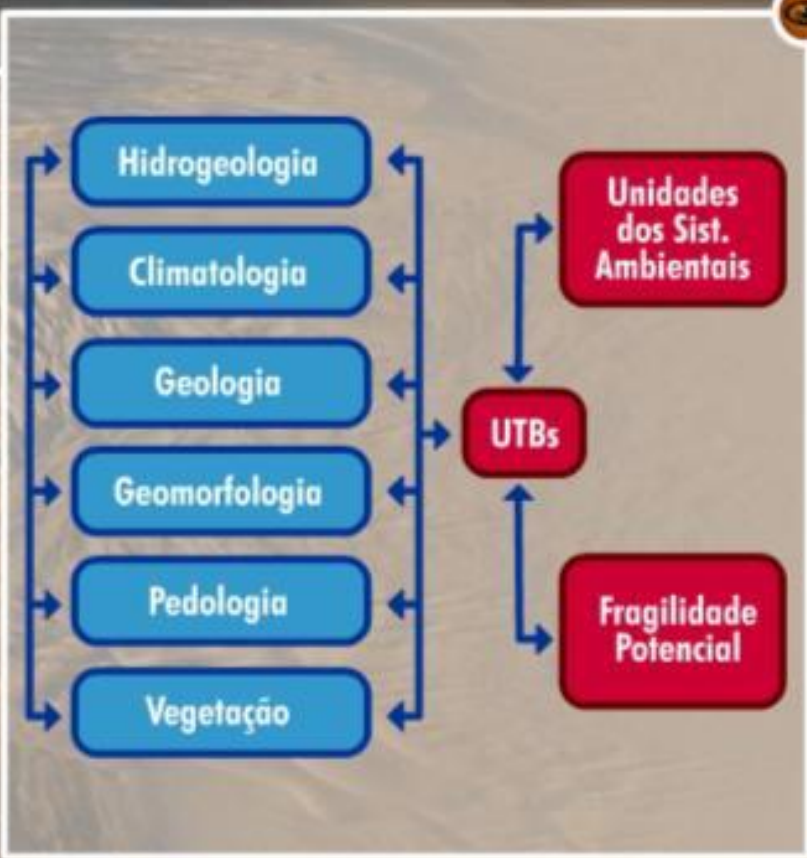 Hidrogeologia
Climatologia
Geologia
Geomorfologia
Pedologia
Vegetação
UTBs
Unidades
dos Sist.
Ambientais
Fragilidade
Potencial